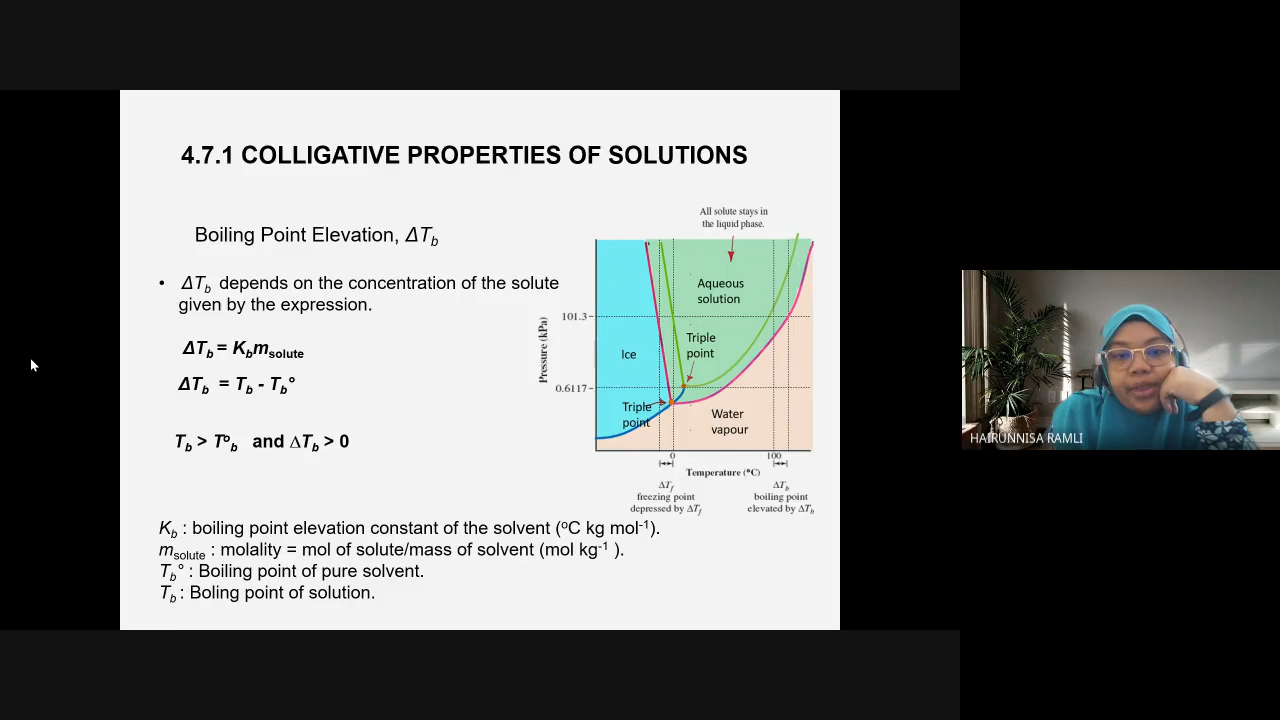 4.7.1 COLLIGATIVE PROPERTIES OF SOLUTIONS
Boiling Point Elevation, ΔTb
• ΔTb depends on the concentration of the solute
given by the expression.
ΔTb = Kbmsolute
ΔTb = Tb - Tb°
Tb > T°b and ΔTb > 0
All solute stays in
the liquid phase.
Aqueous
solution
101.3
Triple
point
Ice
Pressure (kPa)
0.6117
Triple
point
Water
vapour
0
100
Temperature (°C)
ΔTf
freezing point
depressed by ΔTf
ΔTb
boiling point
elevated by ΔTb
Kb : boiling point elevation constant of the solvent (oC kg mol-1).
msolute : molality = mol of solute/mass of solvent (mol kg-1 ).
Tb° : Boiling point of pure solvent.
Tb : Boling point of solution.
HAIRUNNISA RAMLI